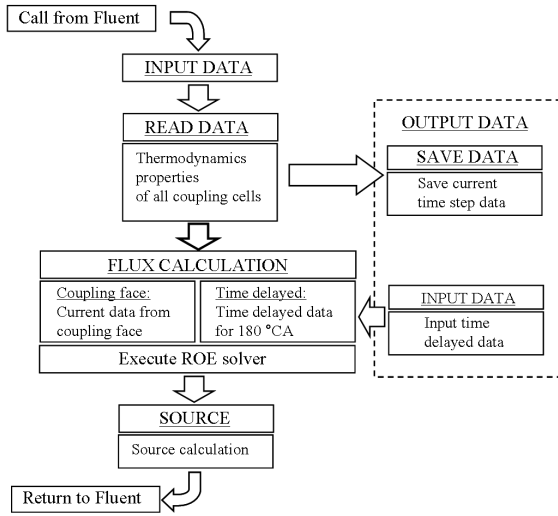 Call from Fluent
INPUT DATA
READ DATA
Thermodynamics
properties
of all coupling cells
OUTPUT DATA
SAVE DATA
Save current
time step data
FLUX CALCULATION
Coupling face:
Current data from
coupling face
Time delayed:
Time delayed data
for 180 °CA
INPUT DATA
Input time
delayed data
Execute ROE solver
SOURCE
Source calculation
Return to Fluent